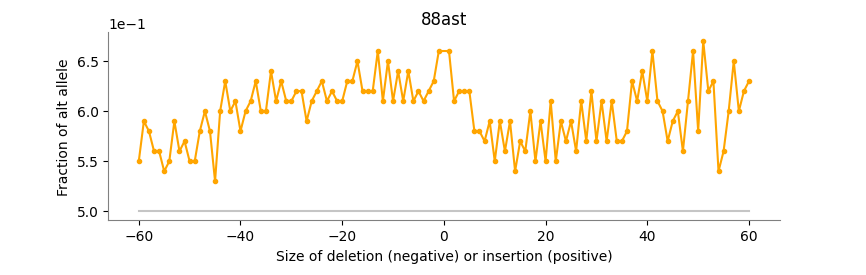 88ast
1e−1
6.5
6.0
5.5
5.0
Fraction of alt allele
−60 −40 −20 0 20 40 60
Size of deletion (negative) or insertion (positive)